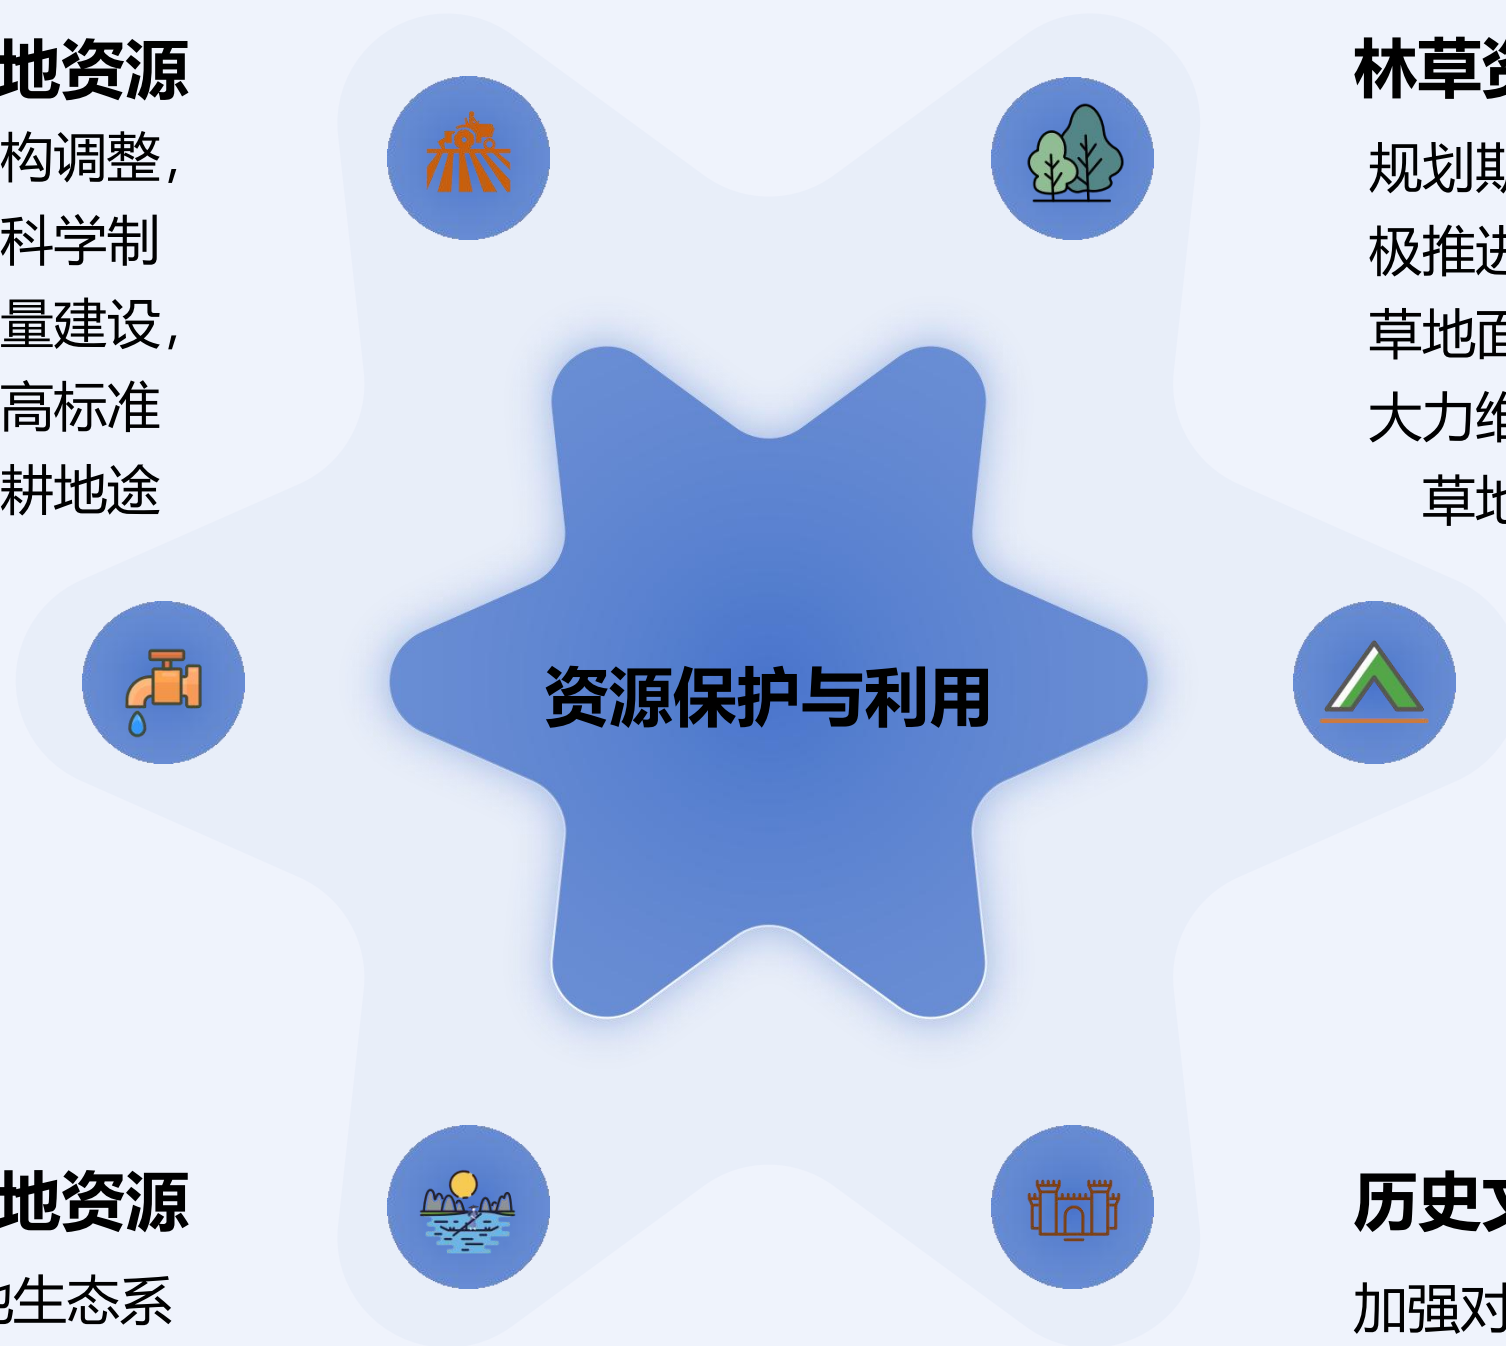 地资源
构调整，
科学制
量建设，
高标准
耕地途
林草资
规划期
极推进
草地面
大力维
草地
资源保护与利用
地资源
地生态系
历史文
加强对